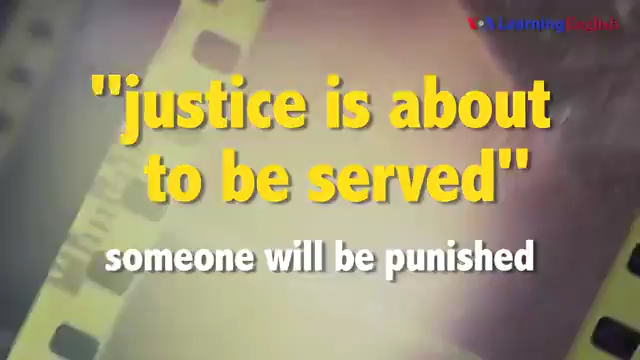 VOA Learning English
"justice is about
to be served"
someone will be punished